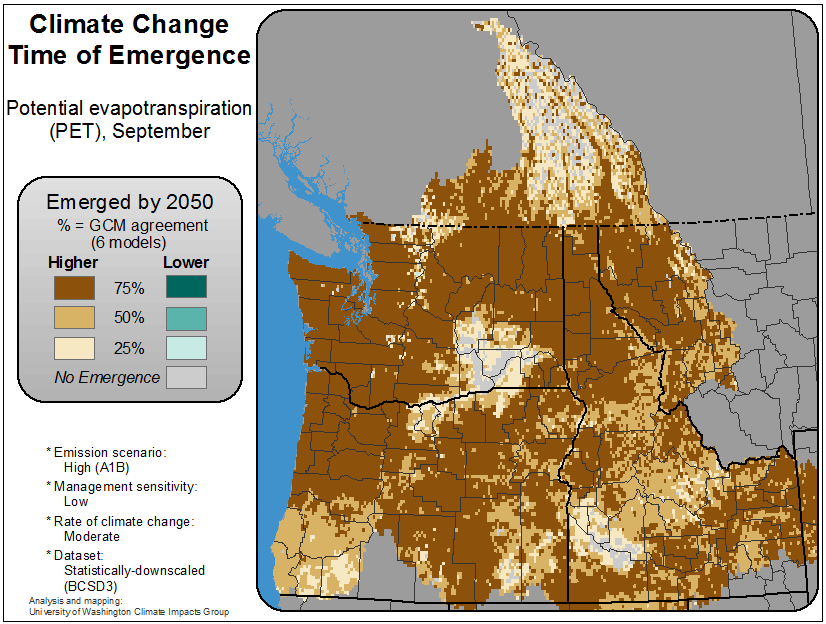 Climate Change
Time of Emergence
Potential evapotranspiration
(PET), September
Emerged by 2050
% = GCM agreement
(6 models)
Higher Lower
75%
50%
25%
No Emergence
* Emission scenario:
High (A1B)
* Management sensitivity:
Low
* Rate of climate change:
Moderate
* Dataset:
Statistically-downscaled
(BCSD3)
Analysis and mapping:
University of Washington Climate Impacts Group